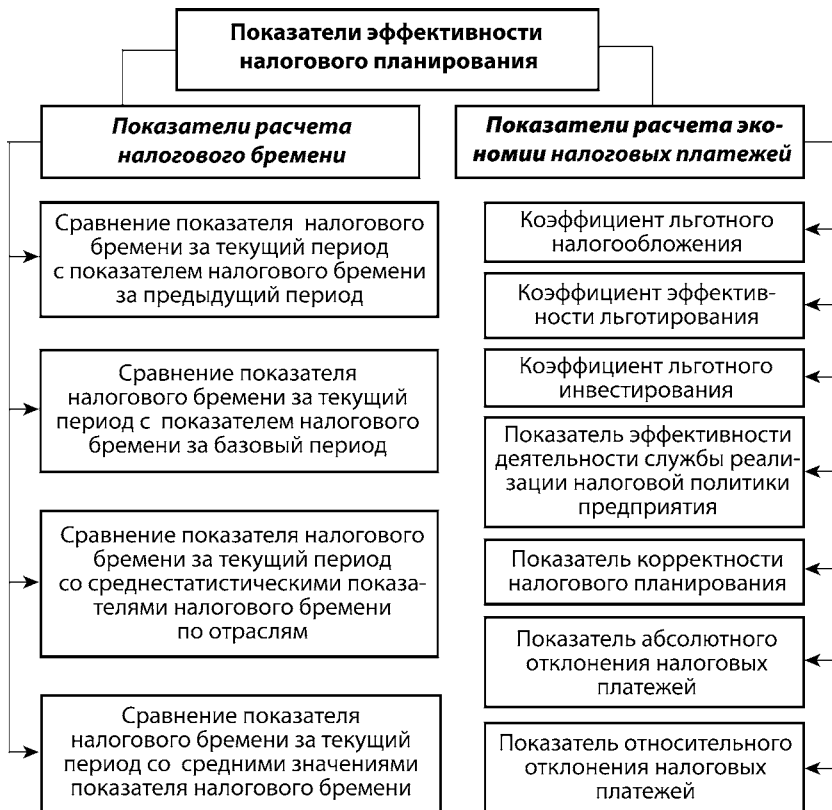 Показатели эффективности
налогового планирования
Показатели расчета
налогового бремени
Сравнение показателя налогового
бремени за текущий период
с показателем налогового бремени
за предыдущий период
Сравнение показателя
налогового бремени за текущий
период с показателем налогового
бремени за базовый период
Сравнение показателя налогового
бремени за текущий период
со среднестатистическими показа-
телями налогового бремени
по отраслям
Сравнение показателя
налогового бремени за текущий
период со средними значениями
показателя налогового бремени
Показатели расчета эко-
номии налоговых платежей
Коэффициент льготного
налогообложения
Коэффициент эффектив-
ности льготирования
Коэффициент льготного
инвестирования
Показатель эффективности
деятельности службы реали-
зации налоговой политики
предприятия
Показатель корректности
налогового планирования
Показатель абсолютного
отклонения налоговых
платежей
Показатель относительного
отклонения налоговых
платежей